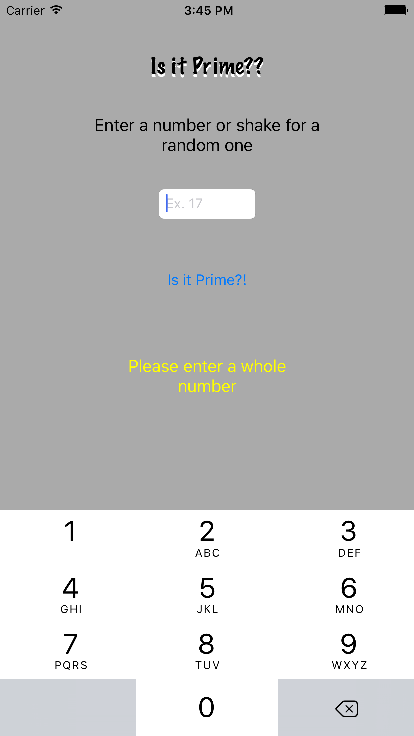 Carrier 3:45 PM
Is it Prime??
Enter a number or shake for a
random one
Ex. 17
Is it Prime?!
Please enter a whole
number
1 2 3
ABC DEF
4 5 6
GHI JKL MNO
7 8 9
PQRS TUV WXYZ
0